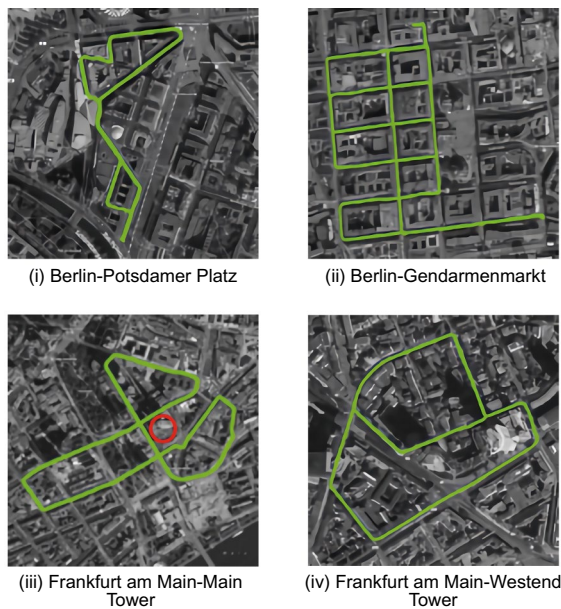 (i) Berlin-Potsdamer Platz
(ii) Berlin-Gendarmenmarkt
(iii) Frankfurt am Main-Main
Tower
(iv) Frankfurt am Main-Westend
Tower